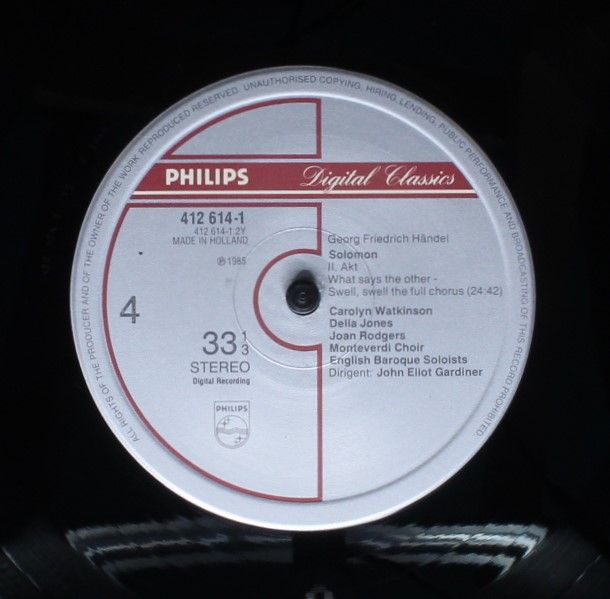 ALL RIGHTS OF THE PRODUCER AND OF THE OWNER OF THE WORK REPRODUCED RESERVED. UNAUTHORISED COPYING, HIRING, LENDING, PUBLIC PERFORMANCE AND BROADCASTING OF THIS RECORD PROHIBITED.
PHILIPS Digital Classics
412 614-1
412 614-1.2Y
MADE IN HOLLAND
℗1985
4
33 1/3
STEREO
Digital Recording
PHILIPS
Georg Friedrich Händel
Solomon
II. Akt
What says the other -
Swell, swell the full chorus (24:42)
Carolyn Watkinson
Della Jones
Joan Rodgers
Monteverdi Choir
English Baroque Soloists
Dirigent: John Eliot Gardiner